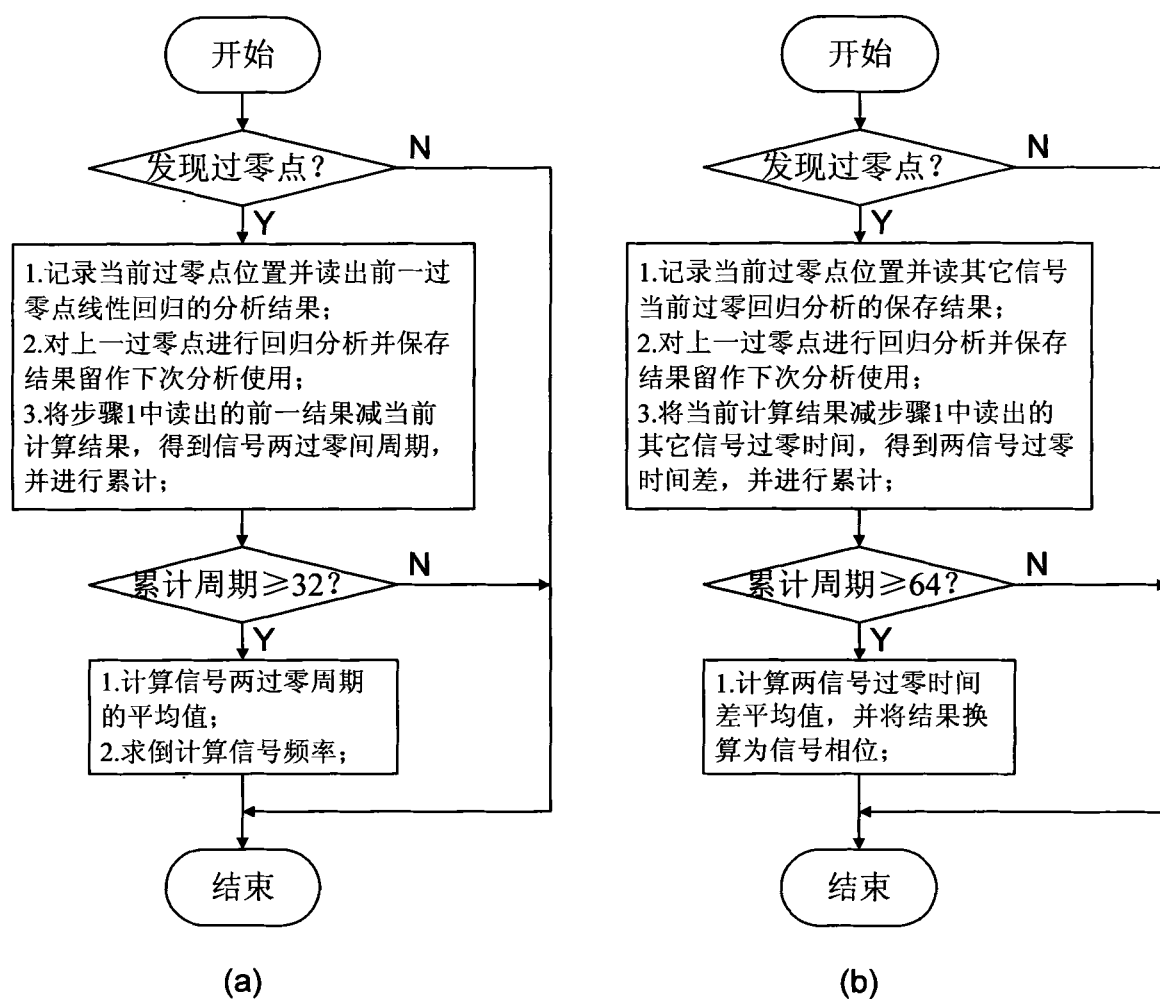 开始
发现过零点?
N
Y
1.记录当前过零点位置并读出前一过
零点线性回归的分析结果;
2.对上一过零点进行回归分析并保存
结果留作下次分析使用;
3.将步骤1中读出的前一结果减当前
计算结果，得到信号两过零间周期，
并进行累计;
累计周期≥32?
N
Y
1.计算信号两过零周期
的平均值;
2.求倒计算信号频率;
结束
(a)
开始
发现过零点?
N
Y
1.记录当前过零点位置并读其它信号
当前过零回归分析的保存结果;
2.对上一过零点进行回归分析并保存
结果留作下次分析使用;
3.将当前计算结果减步骤1中读出的
其它信号过零时间，得到两信号过零
时间差，并进行累计;
累计周期≥64?
N
Y
1.计算两信号过零时间
差平均值，并将结果换
算为信号相位;
结束
(b)